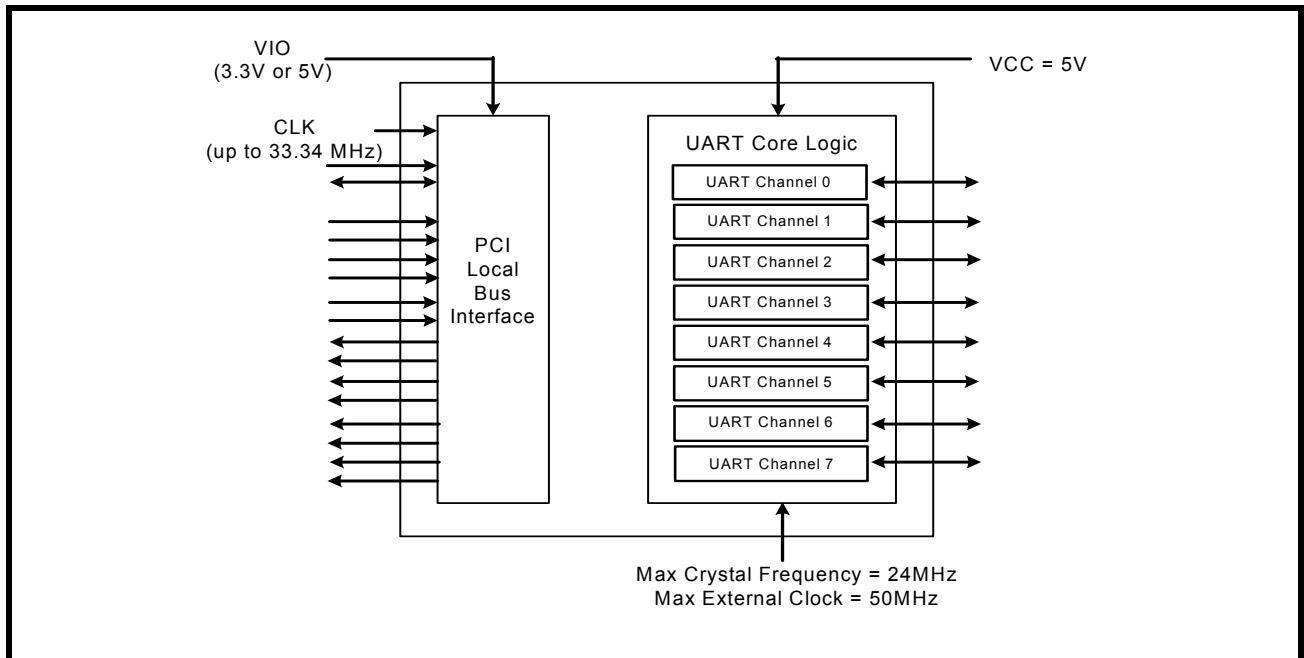 VIO
(3.3V or 5V)
VCC = 5V
CLK
(up to 33.34 MHz)
PCI
Local
Bus
Interface
UART Core Logic
UART Channel 0
UART Channel 1
UART Channel 2
UART Channel 3
UART Channel 4
UART Channel 5
UART Channel 6
UART Channel 7
Max Crystal Frequency = 24MHz
Max External Clock = 50MHz